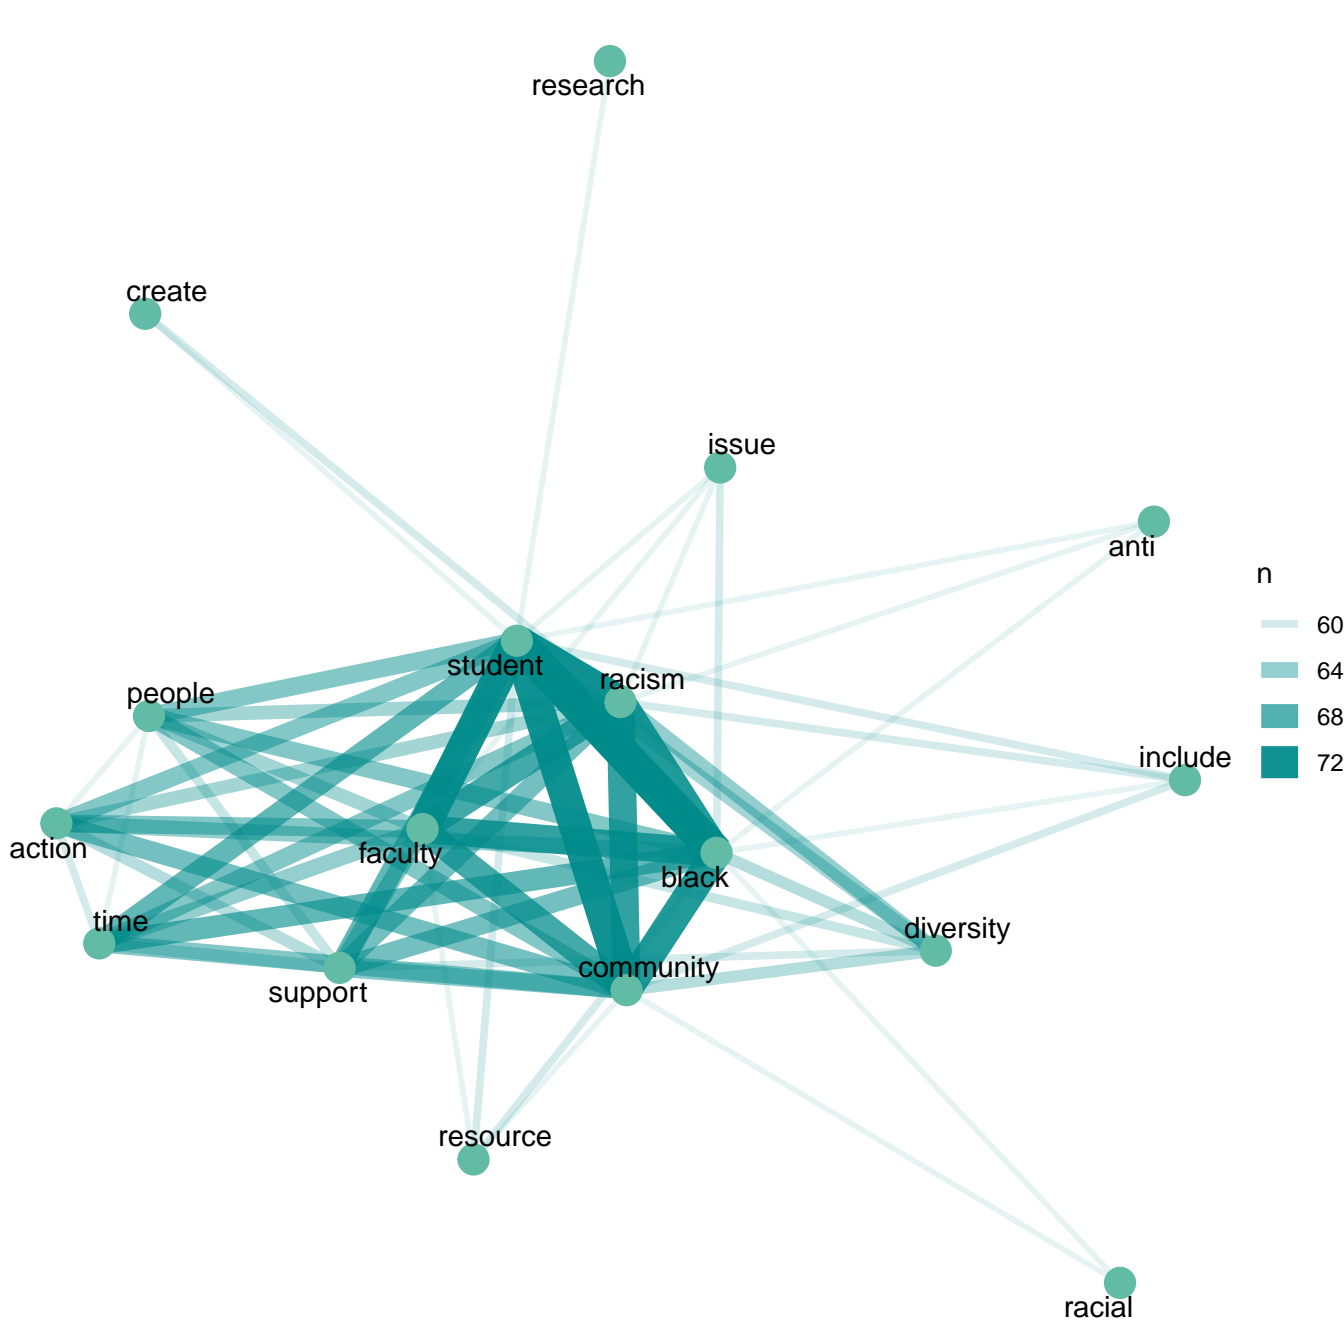 research
create
issue
anti
n
60
64
68
72
student
racism
people
include
action
faculty
black
time
diversity
support
community
resource
racial